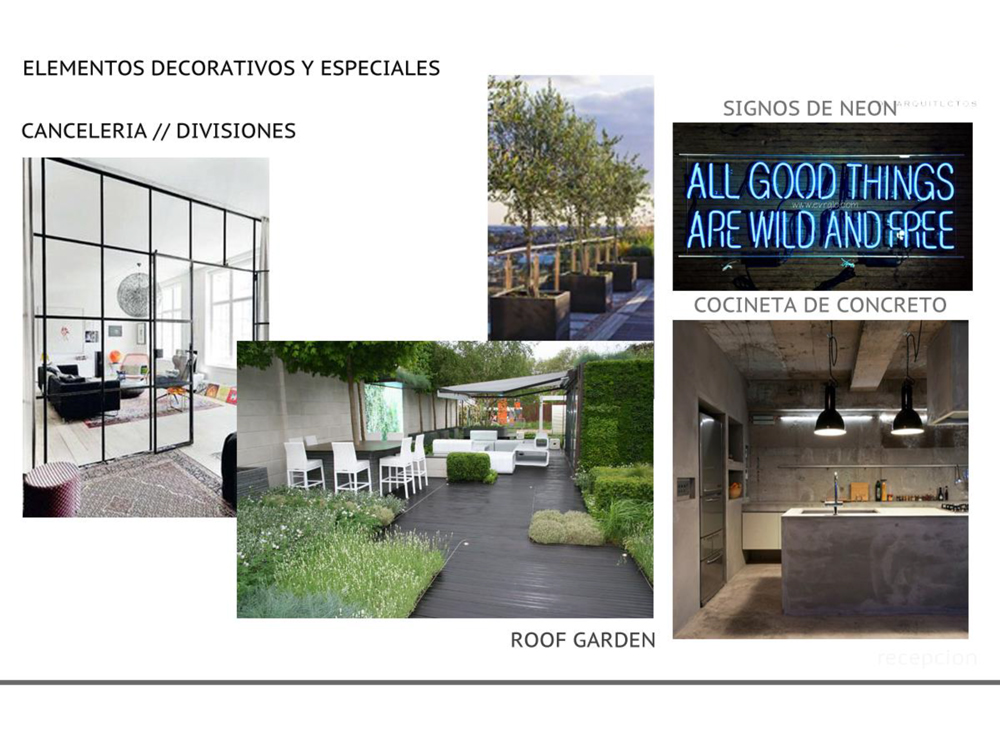 ELEMENTOS DECORATIVOS Y ESPECIALES
CANCELERIA // DIVISIONES
SIGNOS DE NEON
ARQUITECTOS
ALL GOOD THINGS
ARE WILD AND FREE
COCINETA DE CONCRETO
ROOF GARDEN
recepcion